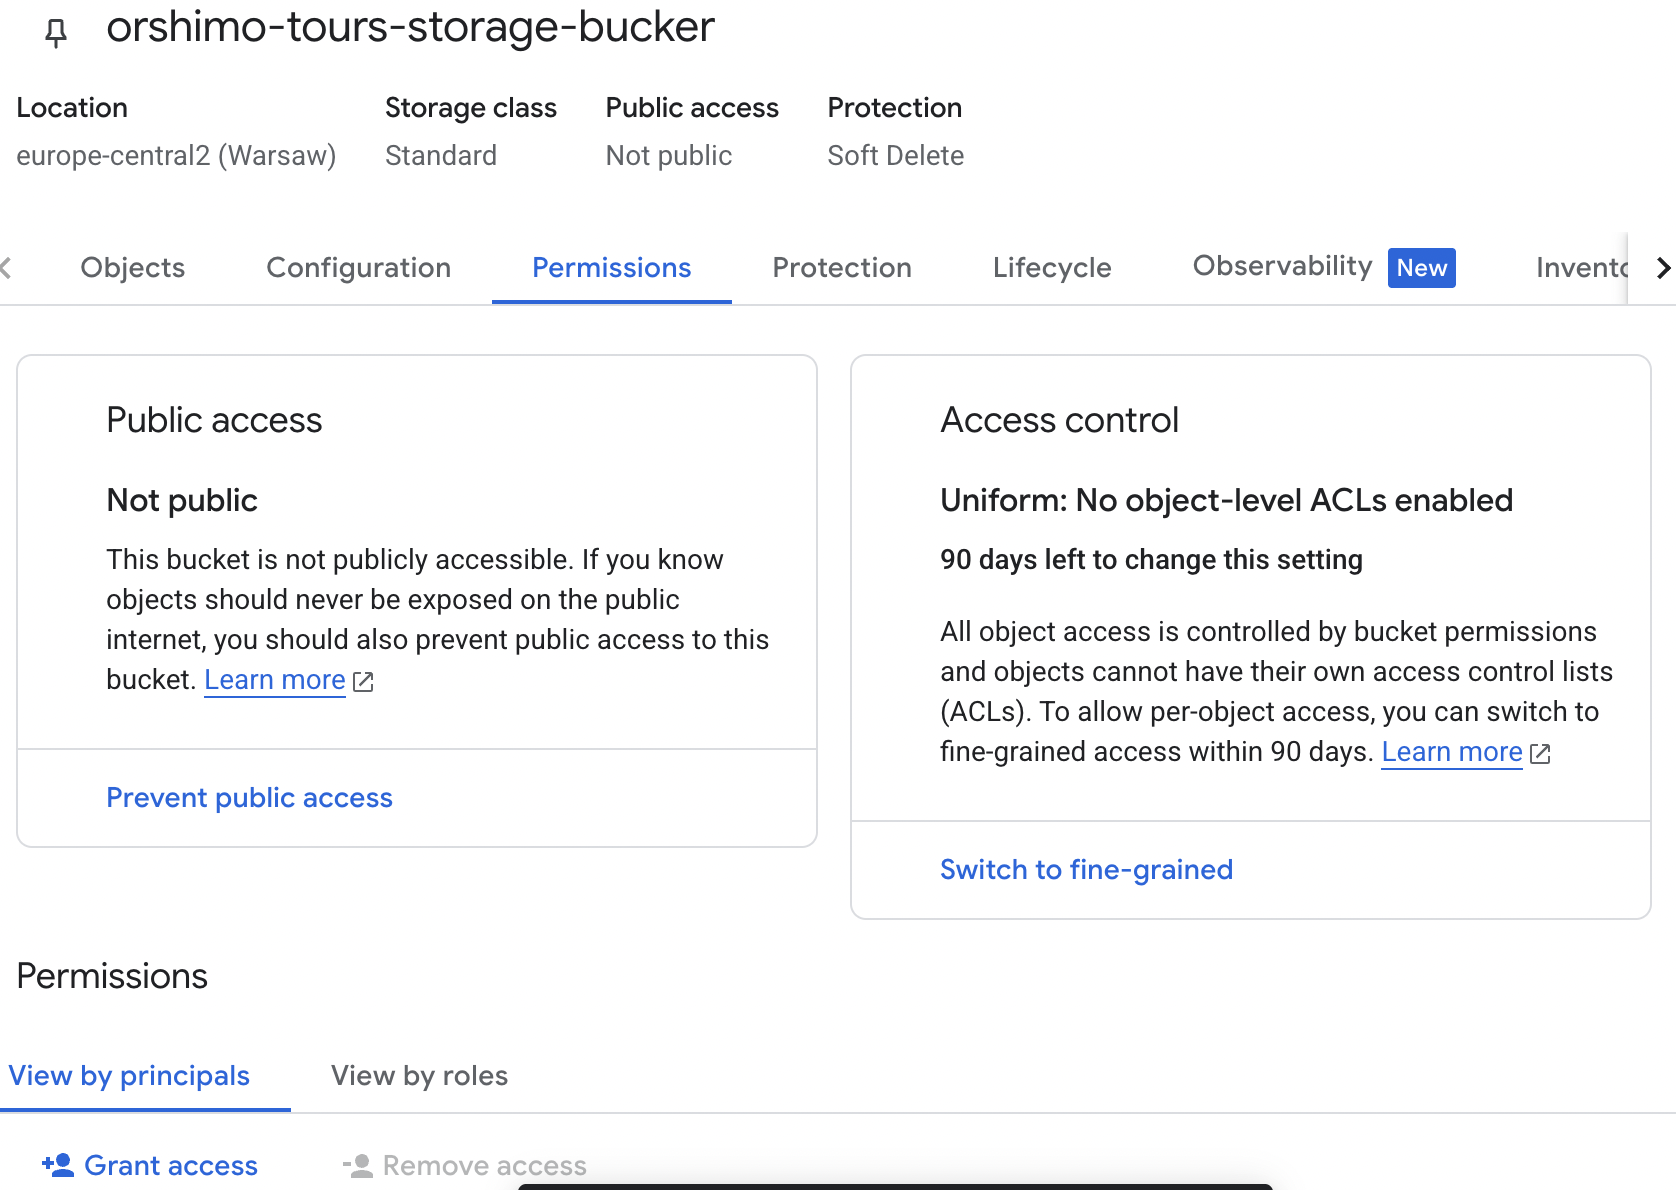 orshimo-tours-storage-bucker
Location
Storage class
Public access
Protection
europe-central2 (Warsaw)
Standard
Not public
Soft Delete
Objects
Configuration
Permissions
Protection
Lifecycle
Observability
New
Invento
Public access
Not public
This bucket is not publicly accessible. If you know
objects should never be exposed on the public
internet, you should also prevent public access to this
bucket. Learn more
Prevent public access
Access control
Uniform: No object-level ACLs enabled
90 days left to change this setting
All object access is controlled by bucket permissions
and objects cannot have their own access control lists
(ACLs). To allow per-object access, you can switch to
fine-grained access within 90 days. Learn more
Switch to fine-grained
Permissions
View by principals
View by roles
Grant access
Remove access